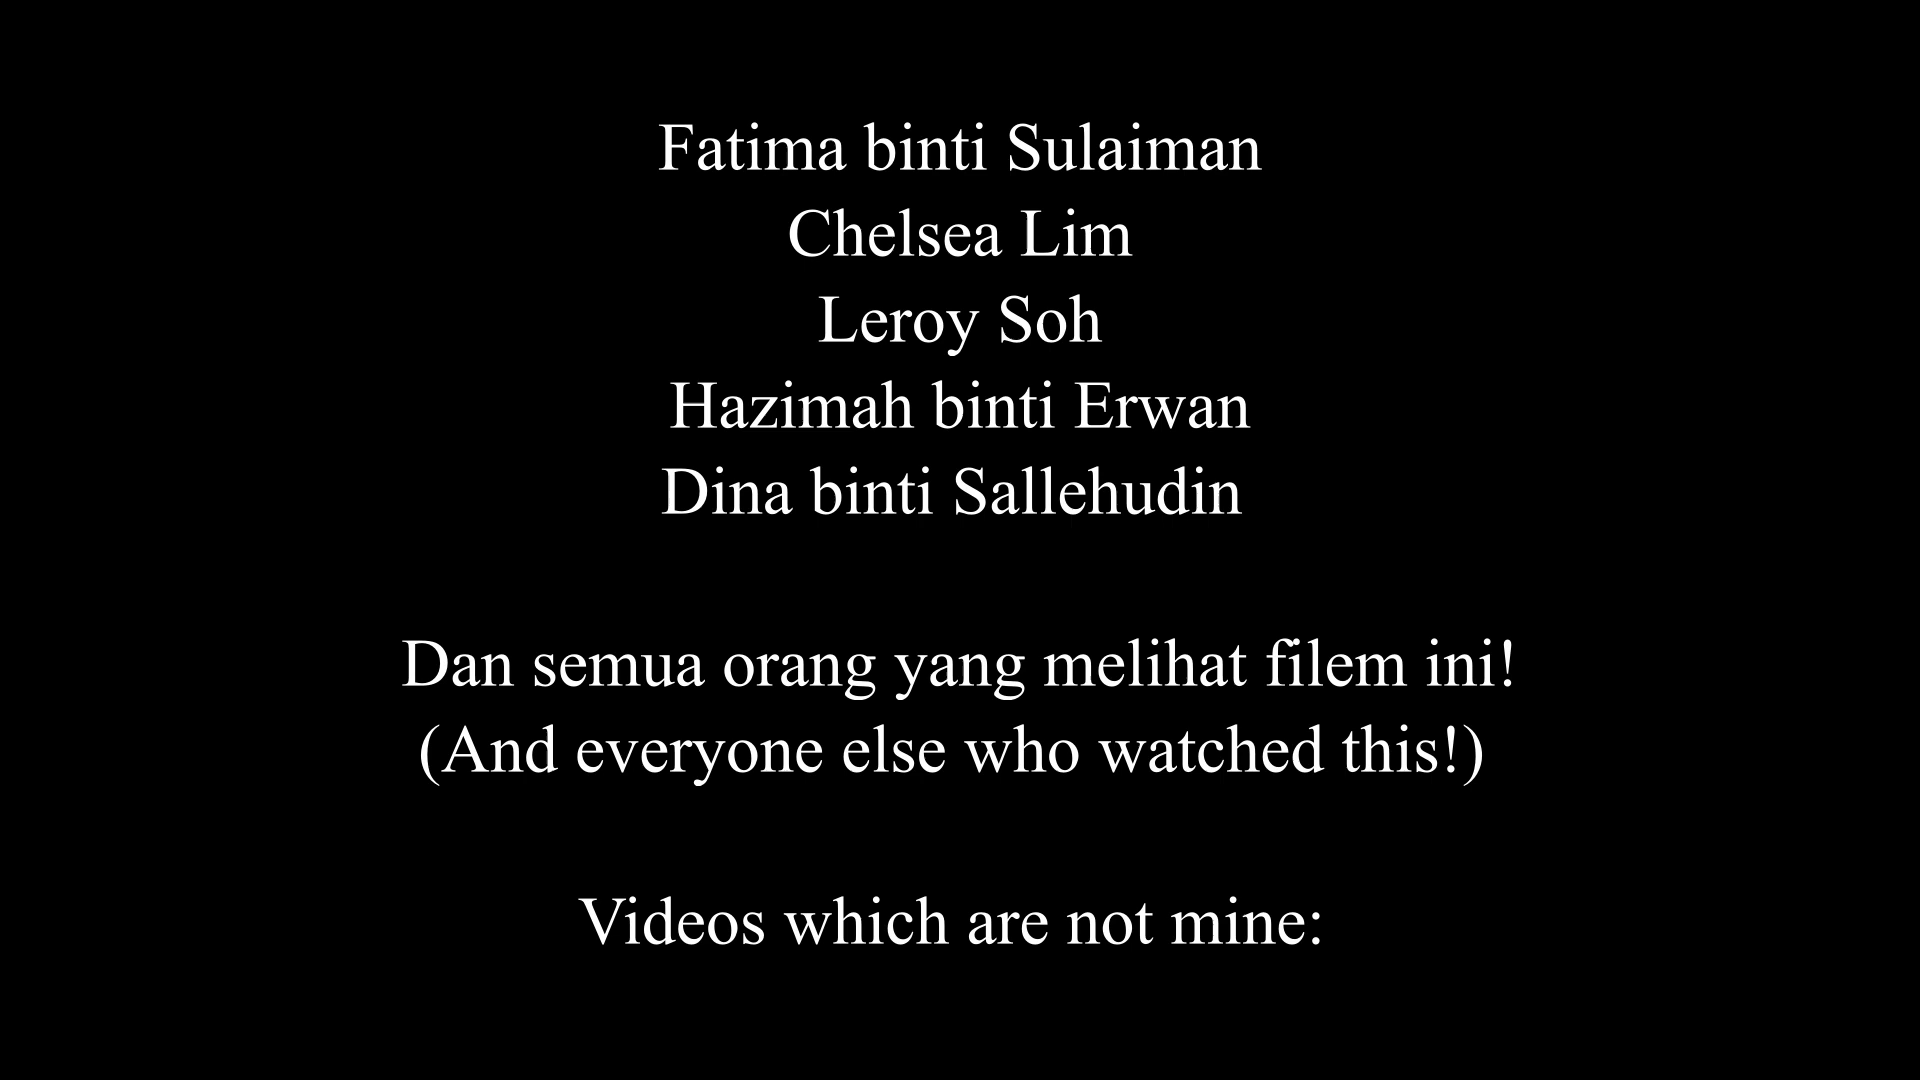 Fatima binti Sulaiman
Chelsea Lim
Leroy Soh
Hazimah binti Erwan
Dina binti Sallehudin
Dan semua orang yang melihat filem ini!
(And everyone else who watched this!)
Videos which are not mine: